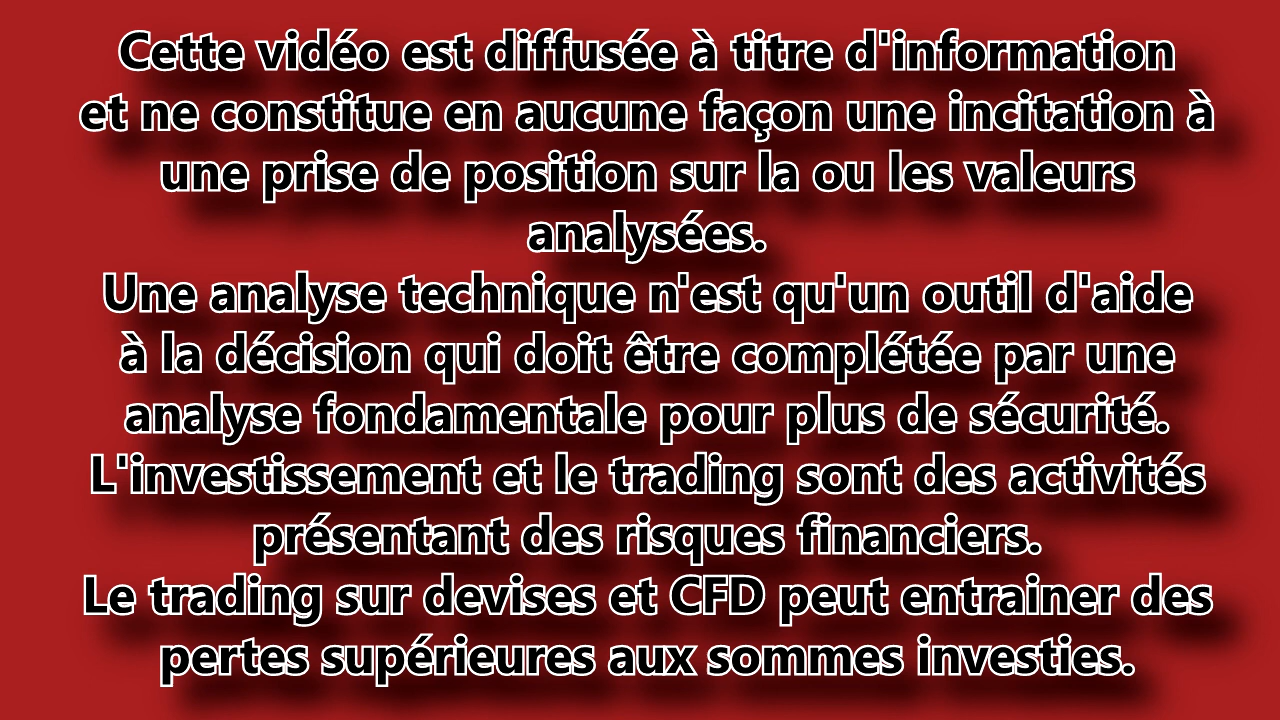 Cette vidéo est diffusée à titre d'information
et ne constitue en aucune façon une incitation à
une prise de position sur la ou les valeurs
analysées.
Une analyse technique n'est qu'un outil d'aide
à la décision qui doit être complétée par une
analyse fondamentale pour plus de sécurité.
L'investissement et le trading sont des activités
présentant des risques financiers.
Le trading sur devises et CFD peut entrainer des
pertes supérieures aux sommes investies.